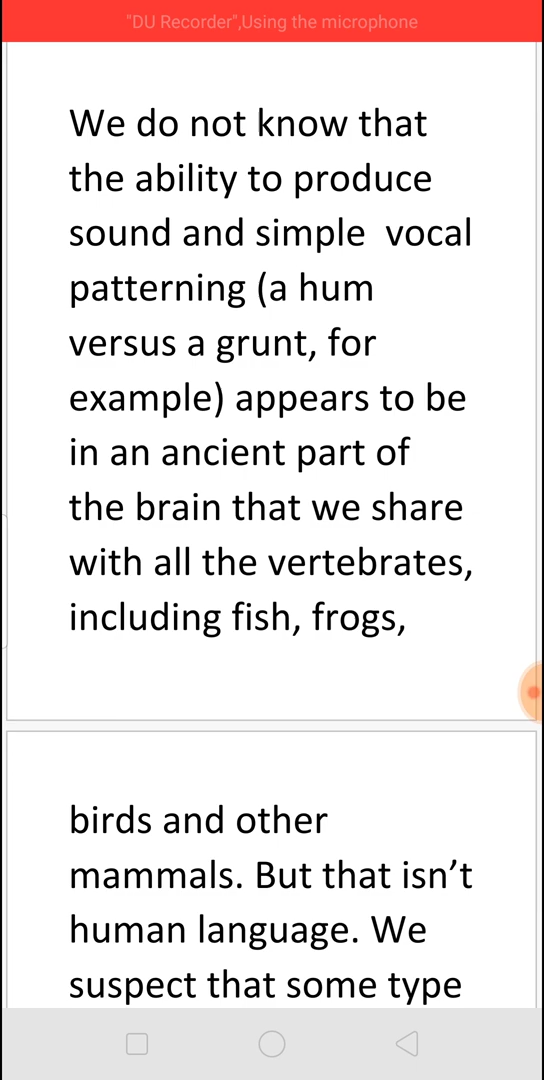 "DU Recorder",Using the microphone
We do not know that
the ability to produce
sound and simple  vocal
patterning (a hum
versus a grunt, for
example) appears to be
in an ancient part of
the brain that we share
with all the vertebrates,
including fish, frogs,
birds and other
mammals. But that isn’t
human language. We
suspect that some type